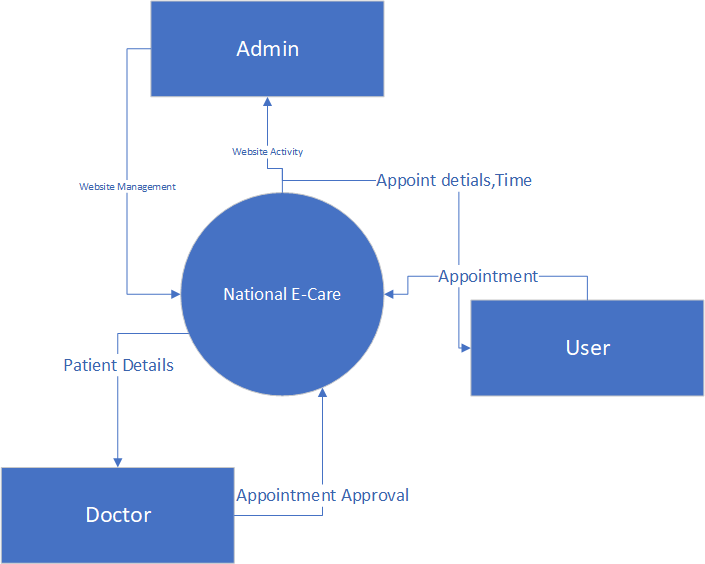 Admin
Website Activity
Appoint detials,Time
Website Management
Appointment
National E-Care
User
Patient Details
Appointment Approval
Doctor